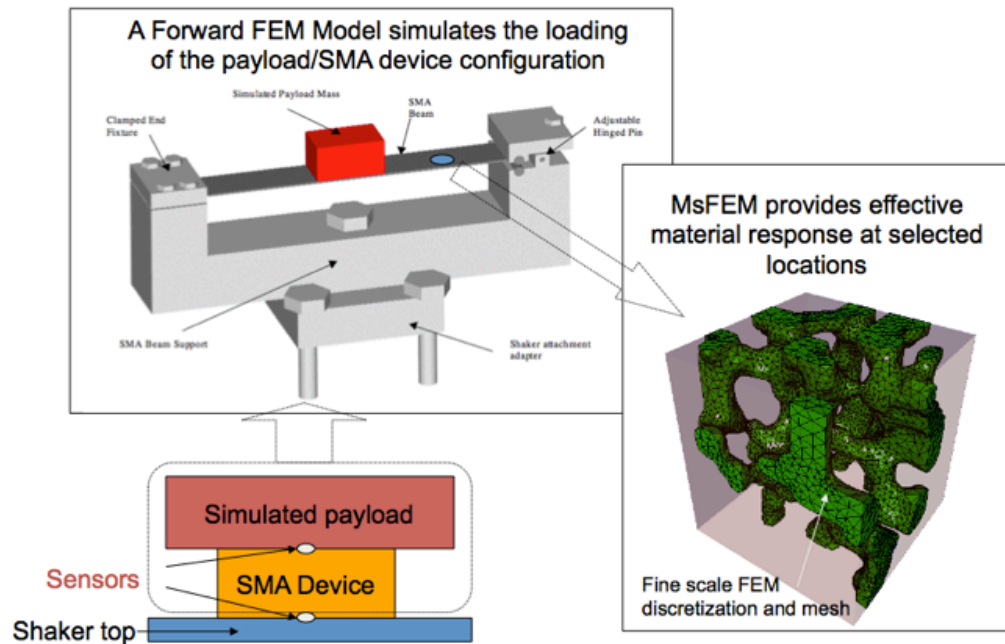 A Forward FEM Model simulates the loading
of the payload/SMA device configuration
Simulated Payload Mass
SMA
Beam
Clamped End
Fixture
Adjustable
Hinged Pin
SMA Beam Support
Shaker attachment
adapter
MsFEM provides effective
material response at selected
locations
Fine scale FEM
discretization and mesh
Simulated payload
Sensors
SMA Device
Shaker top